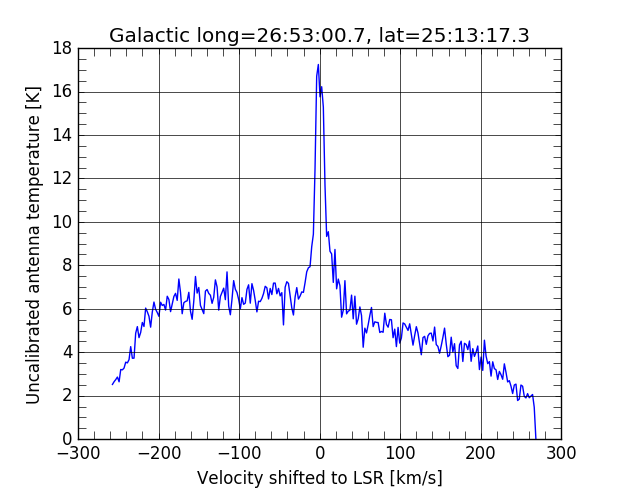 Galactic long=26:53:00.7, lat=25:13:17.3
18
16
14
12
10
8
6
4
2
0
Uncalibrated antenna temperature [K]
−300 −200 −100 0 100 200 300
Velocity shifted to LSR [km/s]